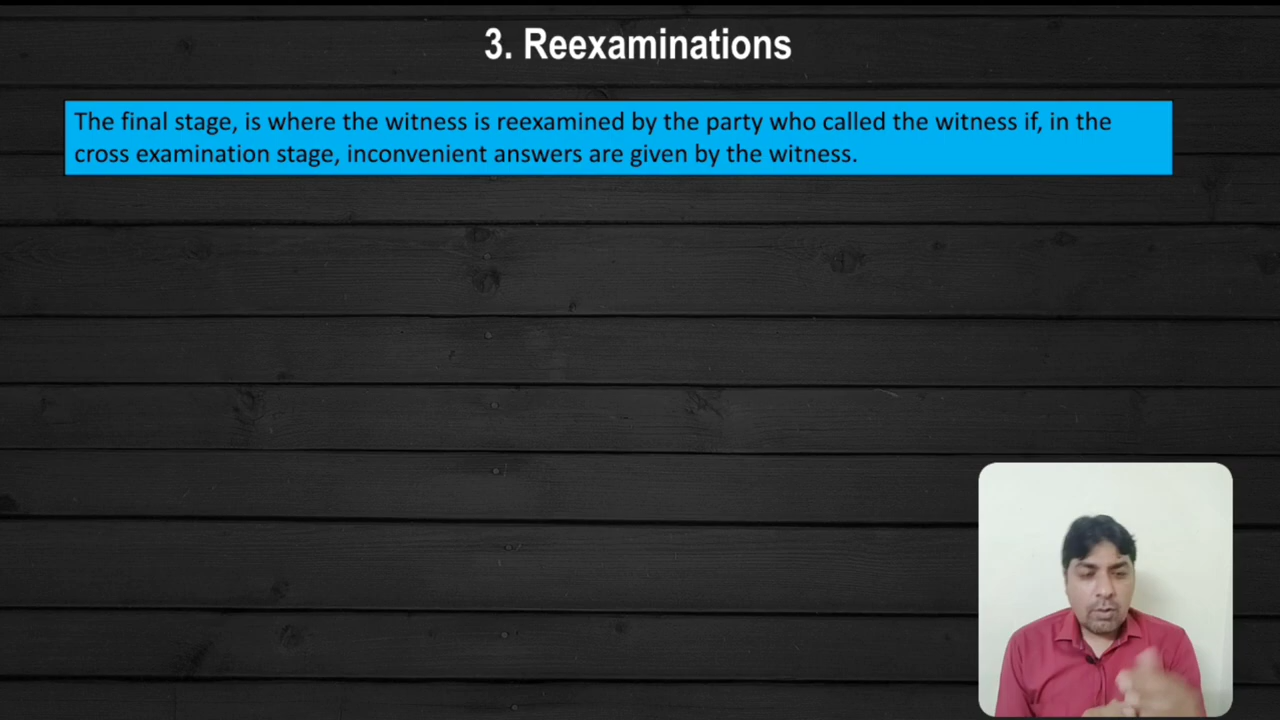 3. Reexaminations
The final stage, is where the witness is reexamined by the party who called the witness if, in the
cross examination stage, inconvenient answers are given by the witness.